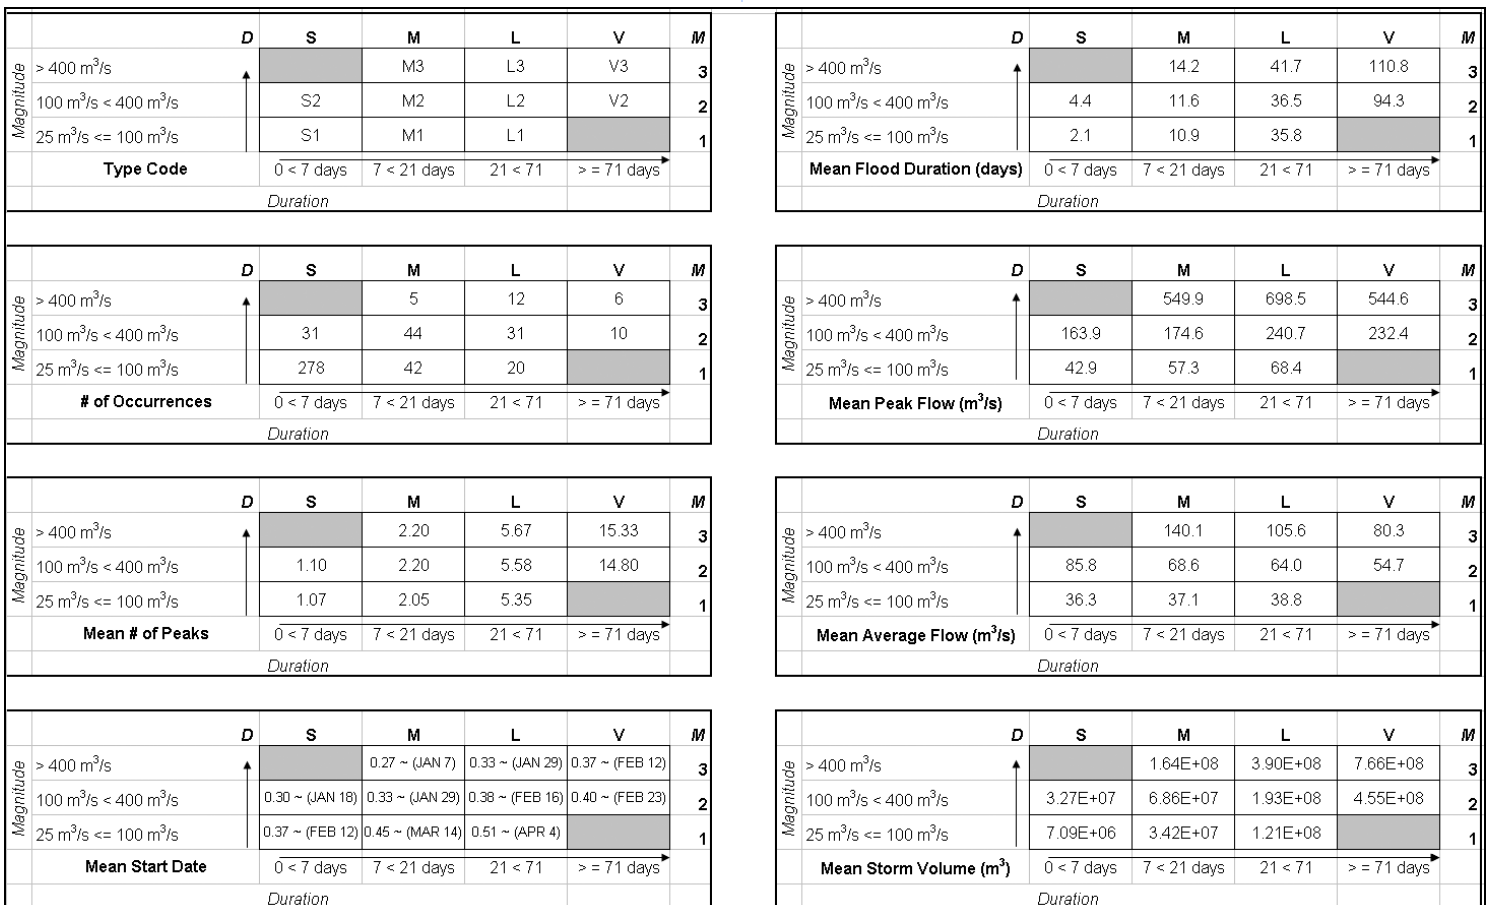 D S M L V M
Magnitude
> 400 m³/s M3 L3 V3 3
100 m³/s < 400 m³/s S2 M2 L2 V2 2
25 m³/s <= 100 m³/s S1 M1 L1 1
Type Code 0 < 7 days 7 < 21 days 21 < 71 > = 71 days
Duration
D S M L V M
Magnitude
> 400 m³/s 14.2 41.7 110.8 3
100 m³/s < 400 m³/s 4.4 11.6 36.5 94.3 2
25 m³/s <= 100 m³/s 2.1 10.9 35.8 1
Mean Flood Duration (days) 0 < 7 days 7 < 21 days 21 < 71 > = 71 days
Duration
D S M L V M
Magnitude
> 400 m³/s 5 12 6 3
100 m³/s < 400 m³/s 31 44 31 10 2
25 m³/s <= 100 m³/s 278 42 20 1
# of Occurrences 0 < 7 days 7 < 21 days 21 < 71 > = 71 days
Duration
D S M L V M
Magnitude
> 400 m³/s 549.9 698.5 544.6 3
100 m³/s < 400 m³/s 163.9 174.6 240.7 232.4 2
25 m³/s <= 100 m³/s 42.9 57.3 68.4 1
Mean Peak Flow (m³/s) 0 < 7 days 7 < 21 days 21 < 71 > = 71 days
Duration
D S M L V M
Magnitude
> 400 m³/s 2.20 5.67 15.33 3
100 m³/s < 400 m³/s 1.10 2.20 5.58 14.80 2
25 m³/s <= 100 m³/s 1.07 2.05 5.35 1
Mean # of Peaks 0 < 7 days 7 < 21 days 21 < 71 > = 71 days
Duration
D S M L V M
Magnitude
> 400 m³/s 140.1 105.6 80.3 3
100 m³/s < 400 m³/s 85.8 68.6 64.0 54.7 2
25 m³/s <= 100 m³/s 36.3 37.1 38.8 1
Mean Average Flow (m³/s) 0 < 7 days 7 < 21 days 21 < 71 > = 71 days
Duration
D S M L V M
Magnitude
> 400 m³/s 0.27 ~ (JAN 7) 0.33 ~ (JAN 29) 0.37 ~ (FEB 12) 3
100 m³/s < 400 m³/s 0.30 ~ (JAN 18) 0.33 ~ (JAN 29) 0.38 ~ (FEB 16) 0.40 ~ (FEB 23) 2
25 m³/s <= 100 m³/s 0.37 ~ (FEB 12) 0.45 ~ (MAR 14) 0.51 ~ (APR 4) 1
Mean Start Date 0 < 7 days 7 < 21 days 21 < 71 > = 71 days
Duration
D S M L V M
Magnitude
> 400 m³/s 1.64E+08 3.90E+08 7.66E+08 3
100 m³/s < 400 m³/s 3.27E+07 6.86E+07 1.93E+08 4.55E+08 2
25 m³/s <= 100 m³/s 7.09E+06 3.42E+07 1.21E+08 1
Mean Storm Volume (m³) 0 < 7 days 7 < 21 days 21 < 71 > = 71 days
Duration